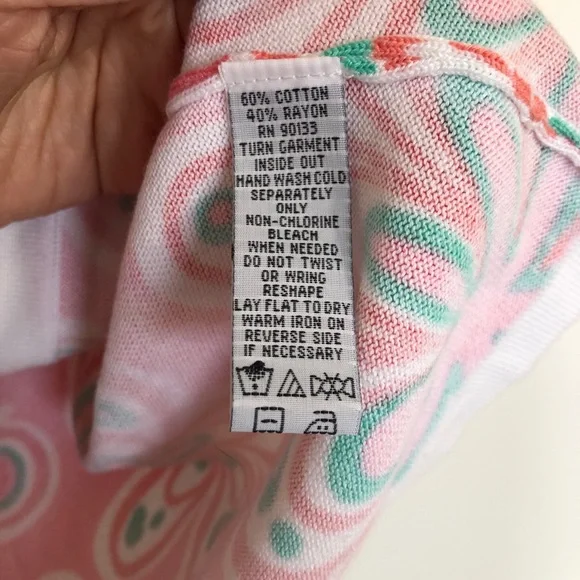 60% COTTON
40% RAYON
RN 90133
TURN GARMENT
INSIDE OUT
HAND WASH COLD
SEPARATELY
ONLY
NON-CHLORINE
BLEACH
WHEN NEEDED
DO NOT TWIST
OR WRING
RESHAPE
LAY FLAT TO DRY
WARM IRON ON
REVERSE SIDE
IF NECESSARY